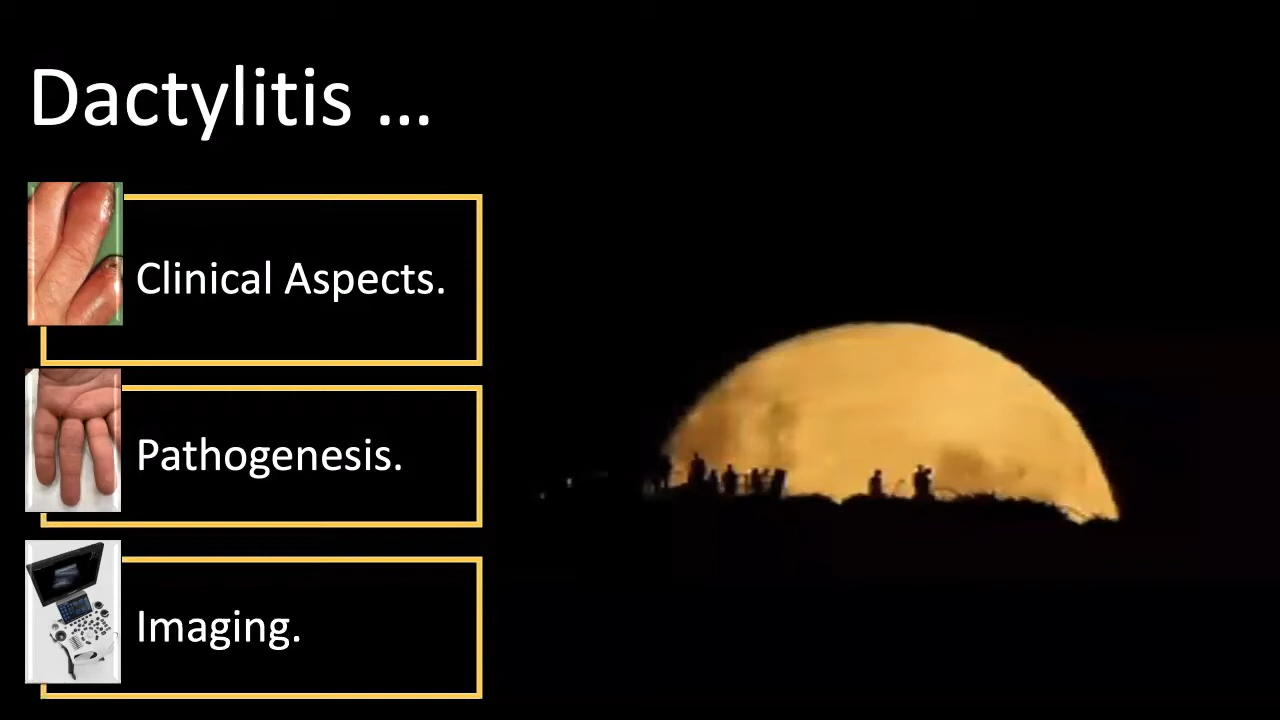 Dactylitis ...
Clinical Aspects.
Pathogenesis.
Imaging.